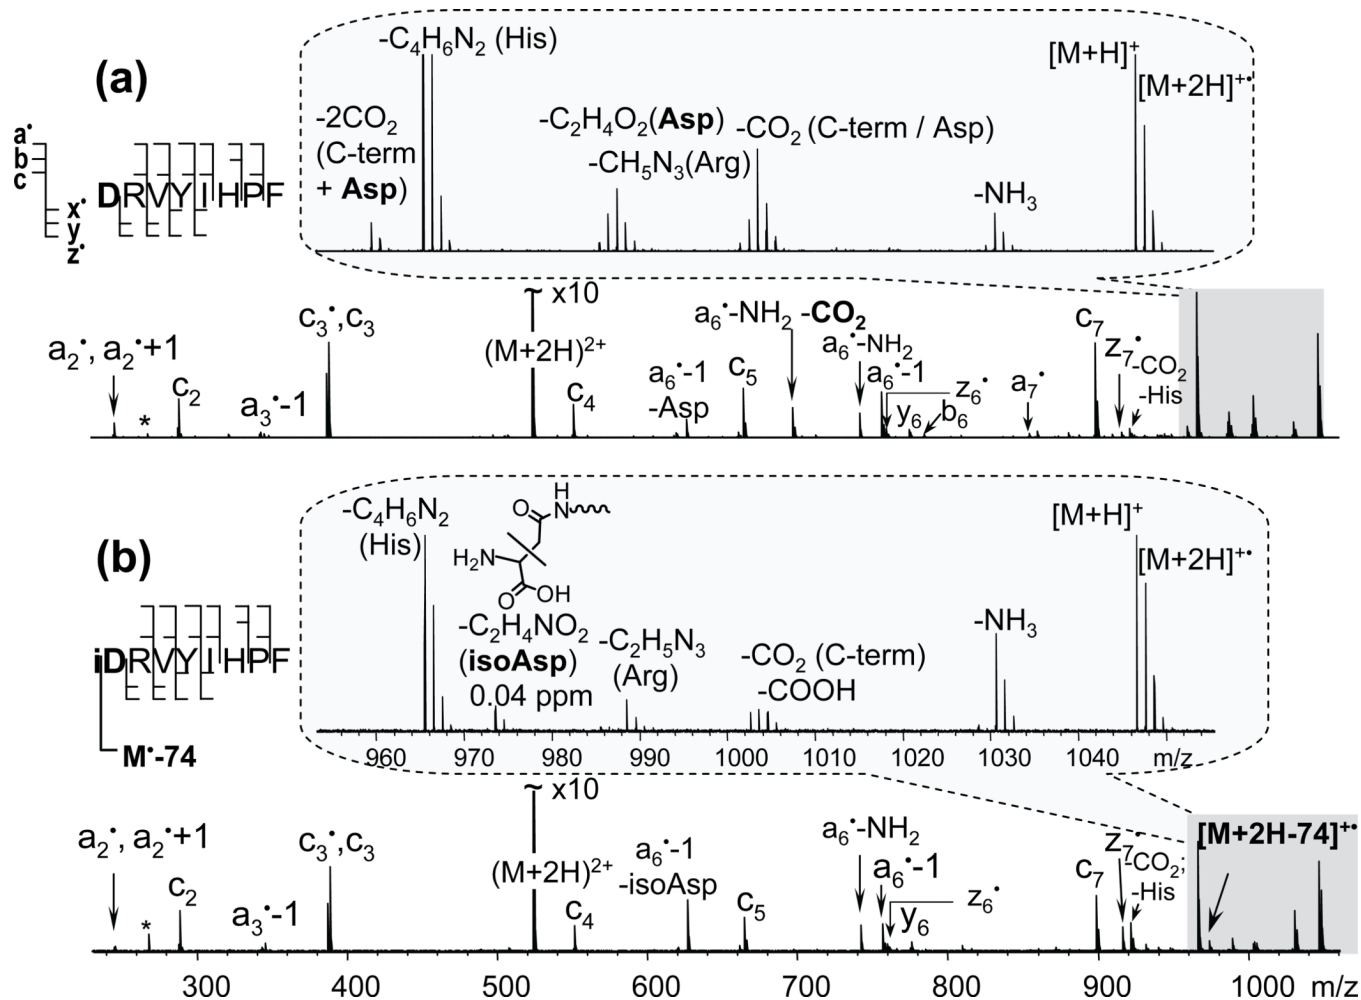 (a)
a•
b
c
x•
y
z•
DRVYIHPF
-C₄H₆N₂ (His)
-2CO₂
(C-term
+ Asp)
-C₂H₄O₂(Asp)
-CH₅N₃(Arg)
-CO₂ (C-term / Asp)
-NH₃
[M+H]⁺
[M+2H]⁺•
a₂•, a₂•+1
*
c₂
a₃•-1
c₃•,c₃
~ x10
(M+2H)²⁺
c₄
a₆•-1
-Asp
c₅
a₆•-NH₂ -CO₂
a₆•-NH₂
a₆•-1
z₆•
y₆
b₆
a₇•
c₇
z₇•
-CO₂
-His
(b)
iDRVYIHPF
M•-74
-C₄H₆N₂
(His)
H
O
N
H₂N
O
OH
-C₂H₄NO₂
(isoAsp)
0.04 ppm
-C₂H₅N₃
(Arg)
-CO₂ (C-term)
-COOH
-NH₃
[M+H]⁺
[M+2H]⁺•
960 970 980 990 1000 1010 1020 1030 1040 m/z
a₂•, a₂•+1
*
c₂
a₃•-1
c₃•,c₃
~ x10
(M+2H)²⁺
c₄
a₆•-1
-isoAsp
c₅
a₆•-NH₂
a₆•-1
z₆•
y₆
c₇
z₇•
-CO₂;
-His
[M+2H-74]⁺•
300 400 500 600 700 800 900 1000 m/z